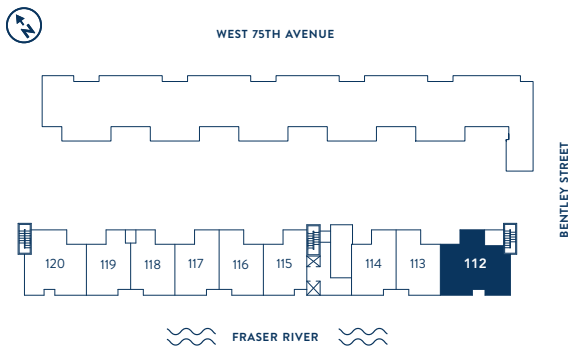 N
WEST 75TH AVENUE
BENTLEY STREET
120 119 118 117 116 115 114 113 112
FRASER RIVER